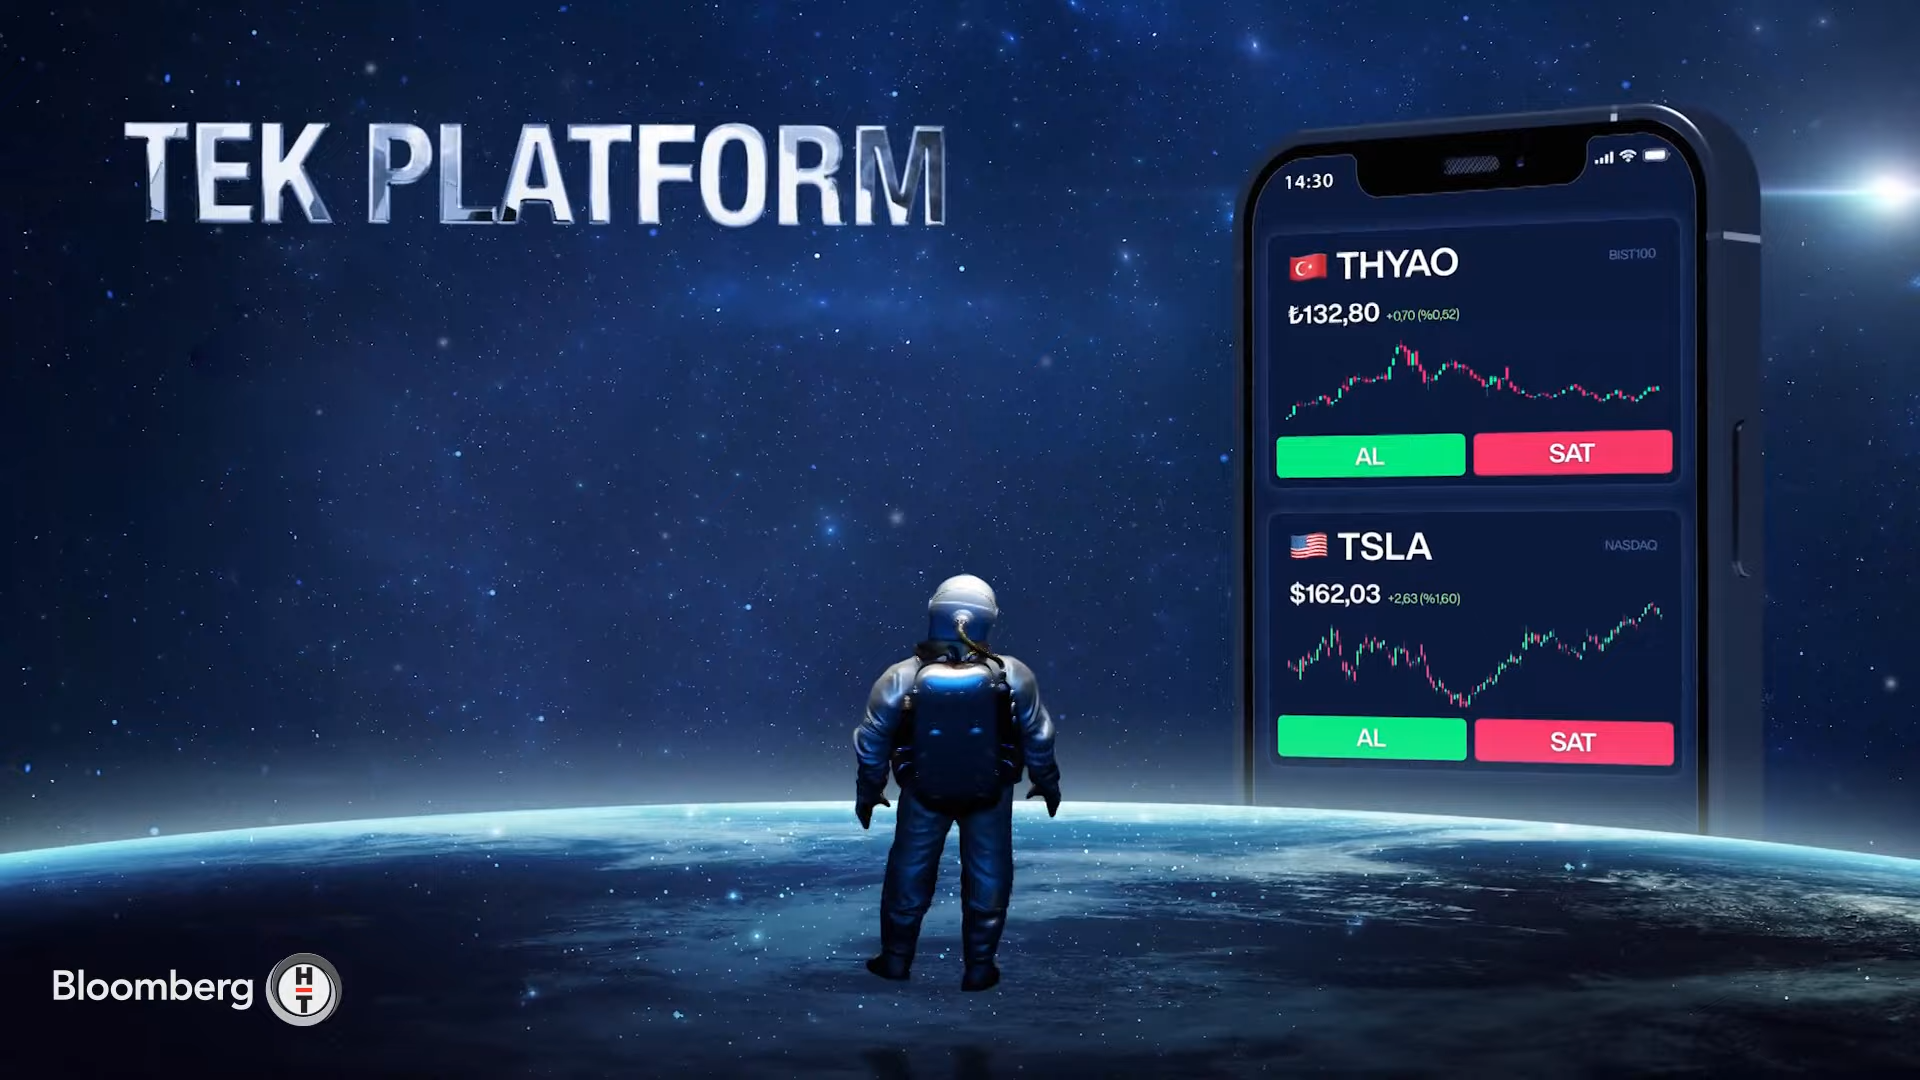 TEK PLATFORM
14:30
THYAO
BIST100
₺132,80 +0,70 (%0,52)
AL
SAT
TSLA
NASDAQ
$162,03 +2,63 (%1,60)
AL
SAT
Bloomberg HT